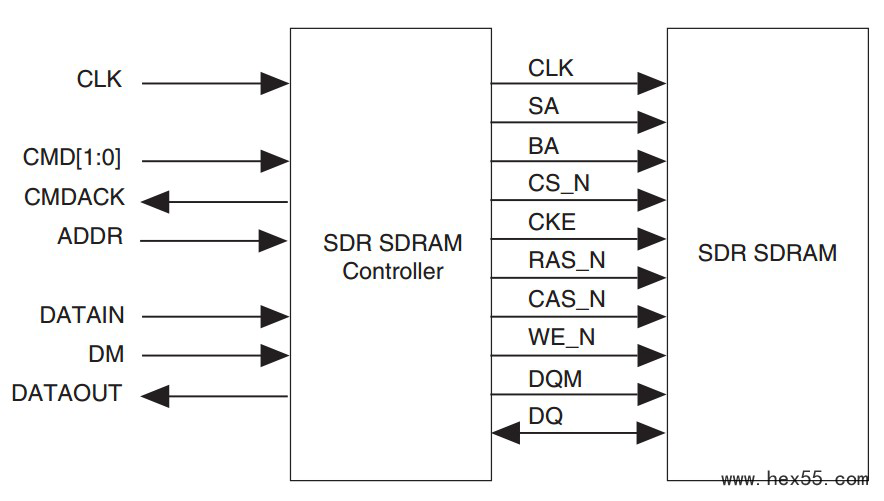 CLK
CMD[1:0]
CMDACK
ADDR
DATAIN
DM
DATAOUT
SDR SDRAM
Controller
CLK
SA
BA
CS_N
CKE
RAS_N
CAS_N
WE_N
DQM
DQ
SDR SDRAM
www.hex55.com